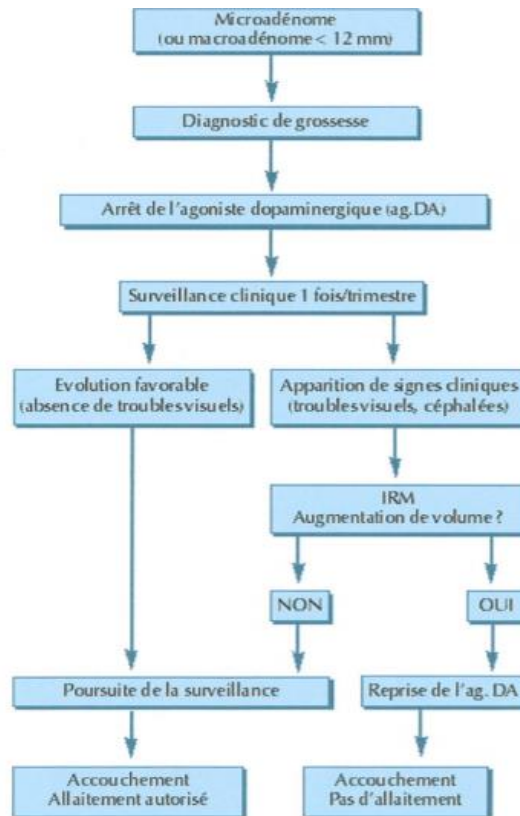 Microadénome
(ou macroadénome < 12 mm)
Diagnostic de grossesse
Arrêt de l'agoniste dopaminergique (ag.DA)
Surveillance clinique 1 fois/trimestre
Evolution favorable
(absence de troubles visuels)
Apparition de signes cliniques
(troubles visuels, céphalées)
IRM
Augmentation de volume ?
NON
OUI
Poursuite de la surveillance
Reprise de l'ag. DA
Accouchement
Allaitement autorisé
Accouchement
Pas d'allaitement